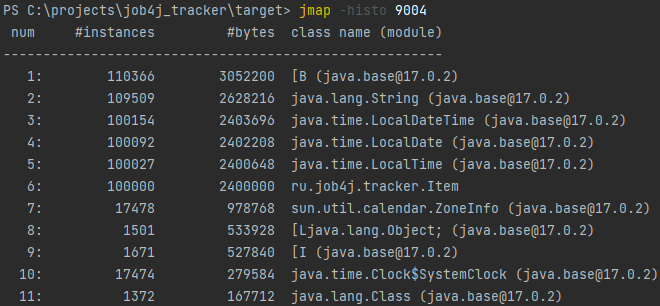 PS C:\projects\job4j_tracker\target> jmap -histo 9004
 num     #instances         #bytes  class name (module)
-------------------------------------------------------
   1:        110366        3052200  [B (java.base@17.0.2)
   2:        109509        2628216  java.lang.String (java.base@17.0.2)
   3:        100154        2403696  java.time.LocalDateTime (java.base@17.0.2)
   4:        100092        2402208  java.time.LocalDate (java.base@17.0.2)
   5:        100027        2400648  java.time.LocalTime (java.base@17.0.2)
   6:        100000        2400000  ru.job4j.tracker.Item
   7:         17478         978768  sun.util.calendar.ZoneInfo (java.base@17.0.2)
   8:          1501         533928  [Ljava.lang.Object; (java.base@17.0.2)
   9:          1671         527840  [I (java.base@17.0.2)
  10:         17474         279584  java.time.Clock$SystemClock (java.base@17.0.2)
  11:          1372         167712  java.lang.Class (java.base@17.0.2)